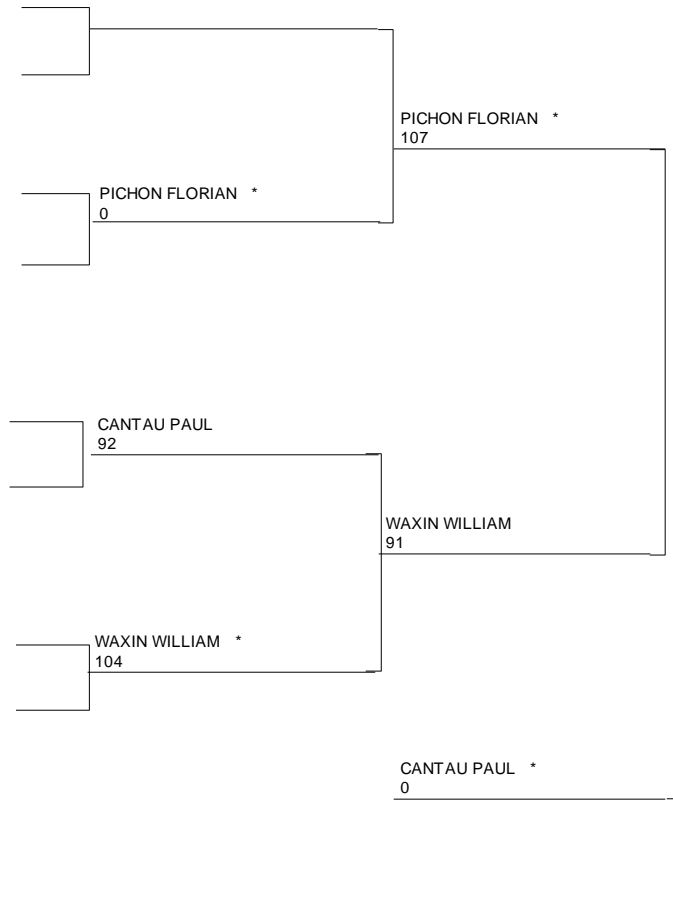 PICHON FLORIAN *
107
PICHON FLORIAN *
0
CANTAU PAUL
92
WAXIN WILLIAM
91
WAXIN WILLIAM *
104
CANTAU PAUL *
0